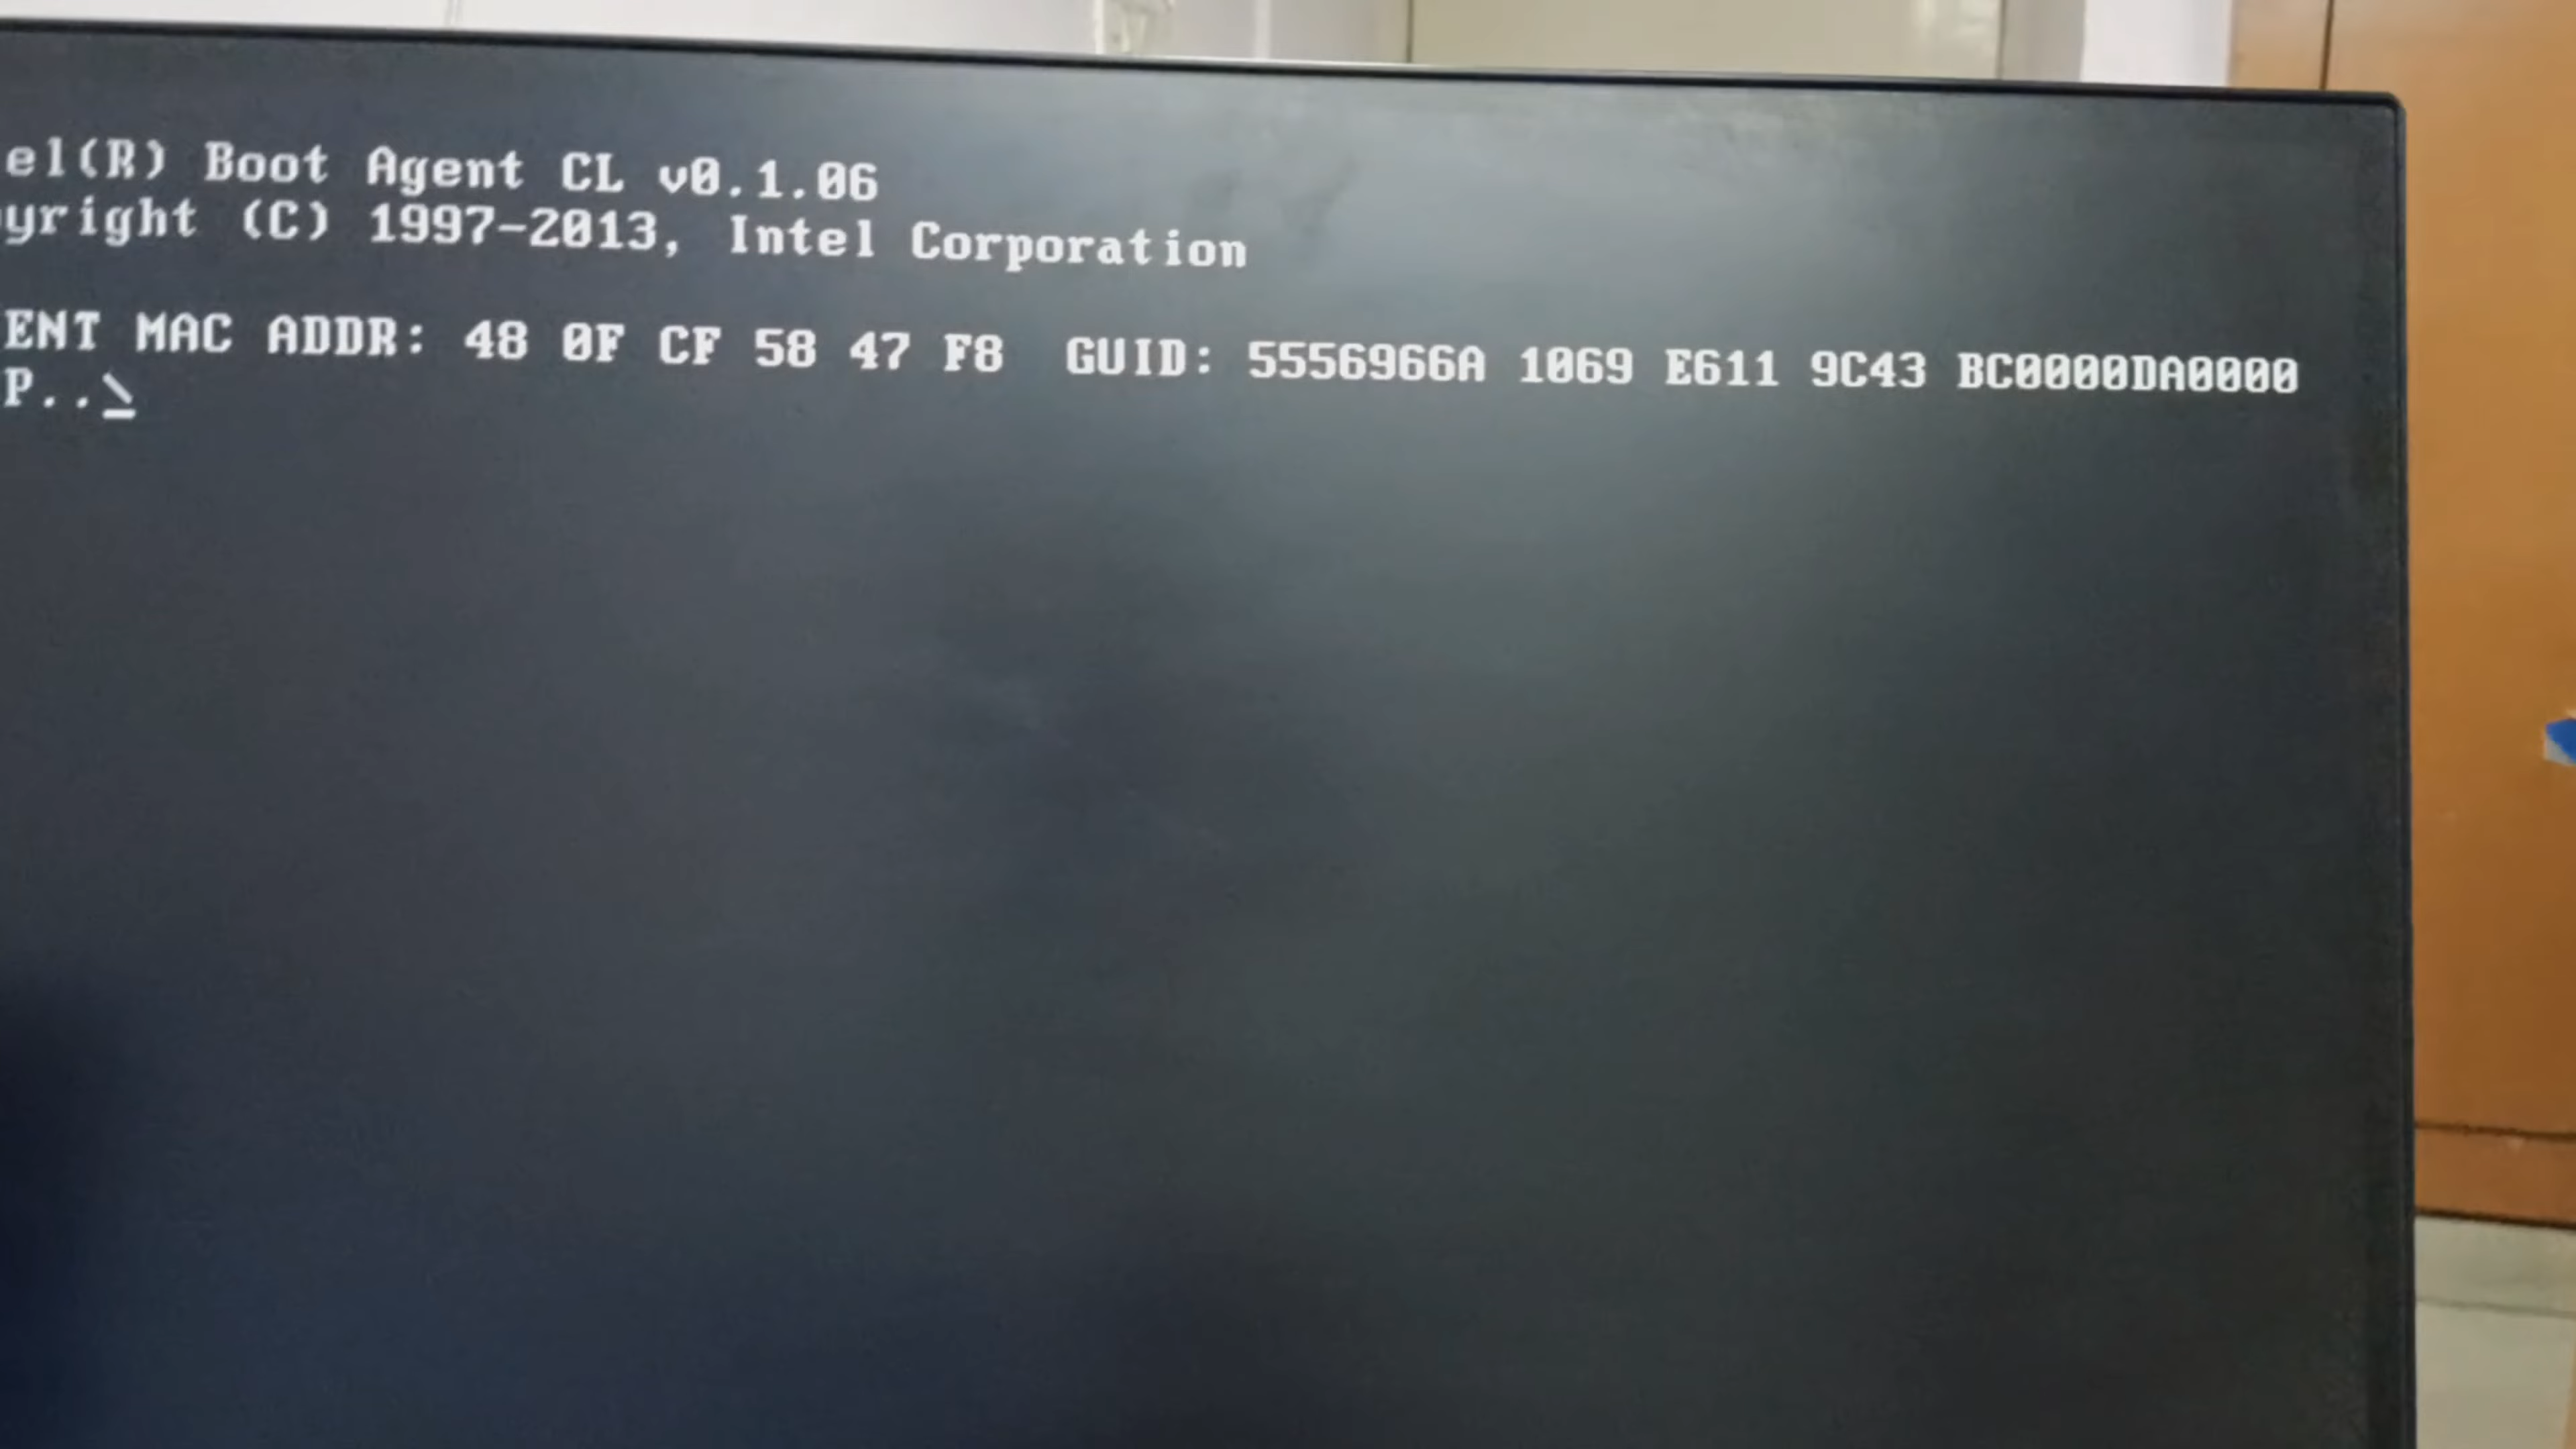 el(R) Boot Agent CL v0.1.06
yright (C) 1997-2013, Intel Corporation
ENT MAC ADDR: 48 0F CF 58 47 F8  GUID: 5556966A 1069 E611 9C43 BC0000DA0000
P..\